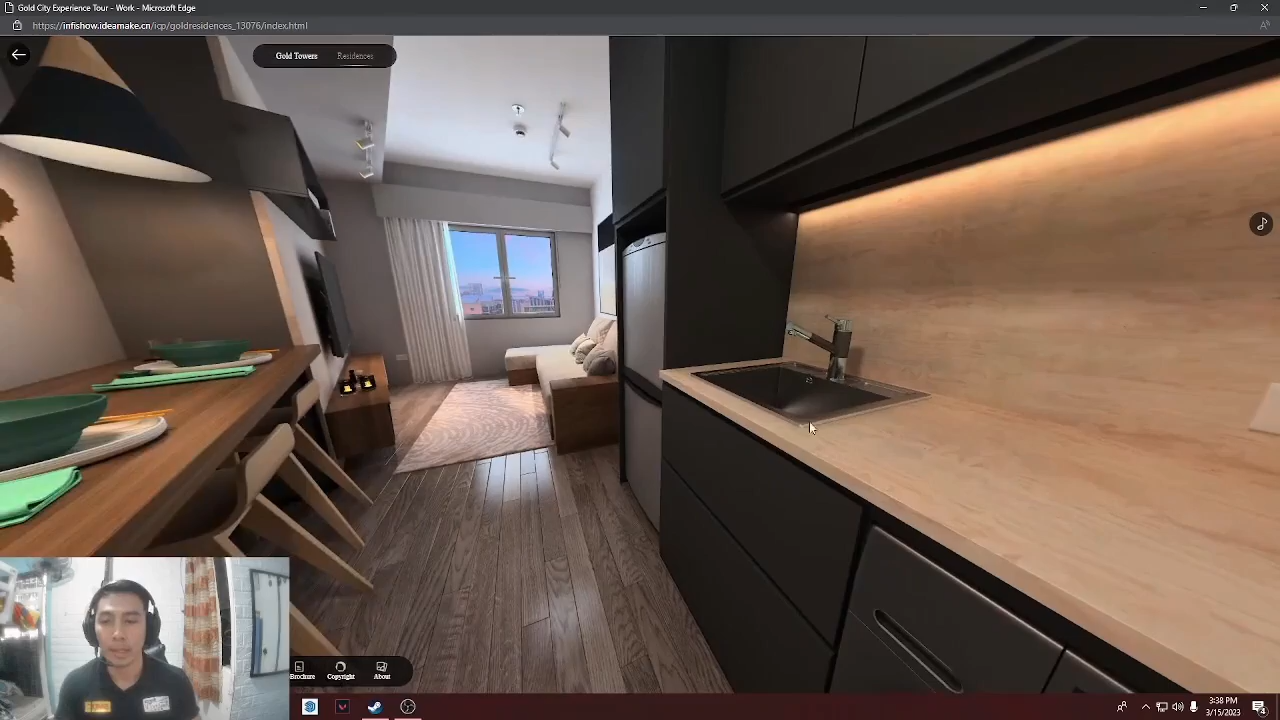 Gold City Experience Tour - Work - Microsoft Edge
https://infishow.ideamake.cn/icp/goldresidences_13076/index.html
Gold Towers Residences
Brochure Copyright About
3:38 PM
3/15/2023